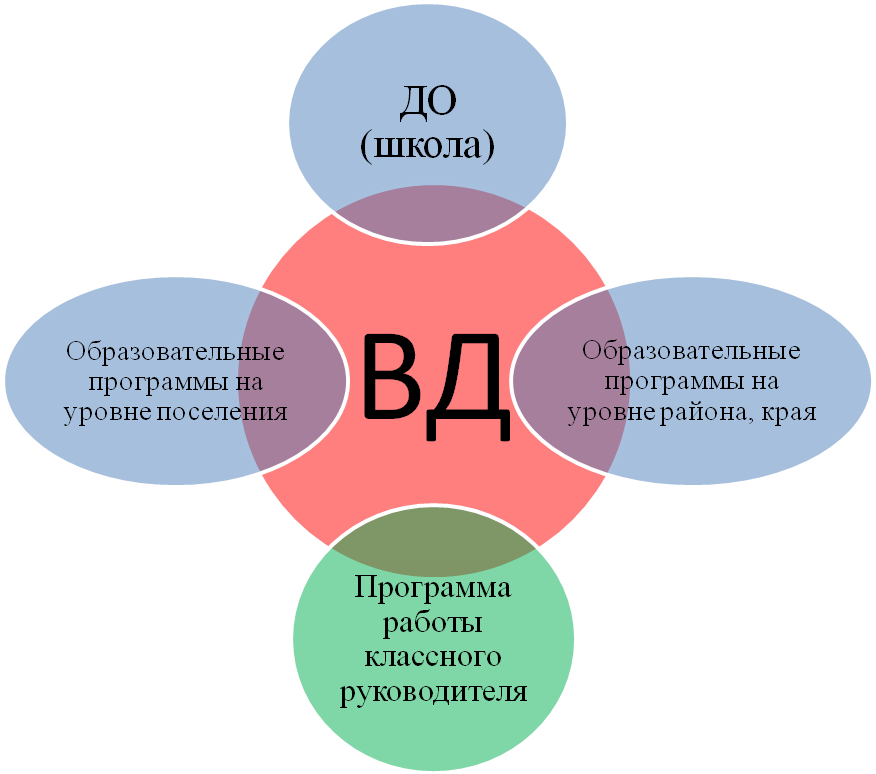 ДО
(школа)
Образовательные
программы на
уровне поселения
ВД
Образовательные
программы на
уровне района, края
Программа
работы
классного
руководителя